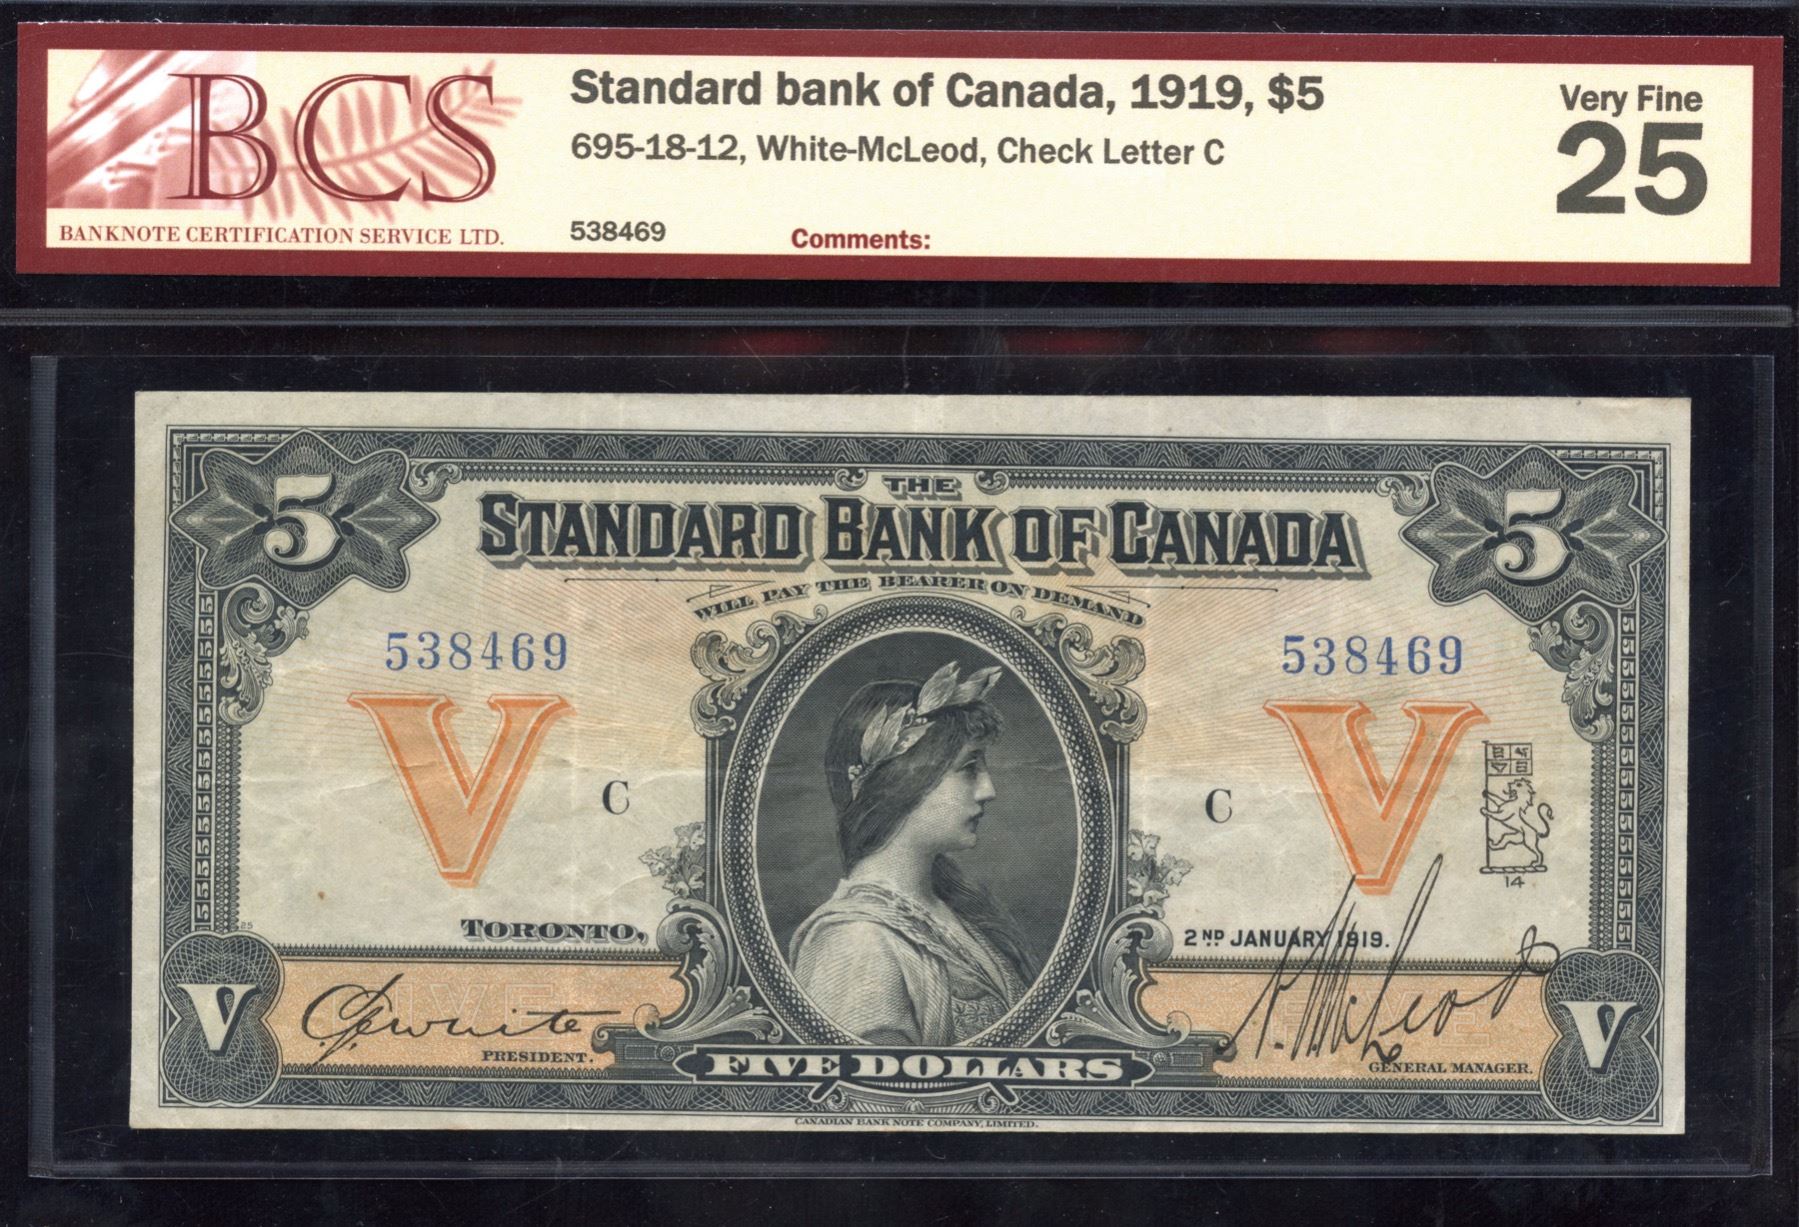 BCS
BANKNOTE CERTIFICATION SERVICE LTD.
Standard bank of Canada, 1919, $5
695-18-12, White-McLeod, Check Letter C
538469
Comments:
Very Fine
25
5
THE
5
STANDARD BANK OF CANADA
WILL PAY THE BEARER ON DEMAND
538469
538469
V
V
C
C
14
TORONTO,
2ND JANUARY 1919.
V
V
FIVE
PRESIDENT.
FIVE DOLLARS
GENERAL MANAGER.
CANADIAN BANK NOTE COMPANY, LIMITED.